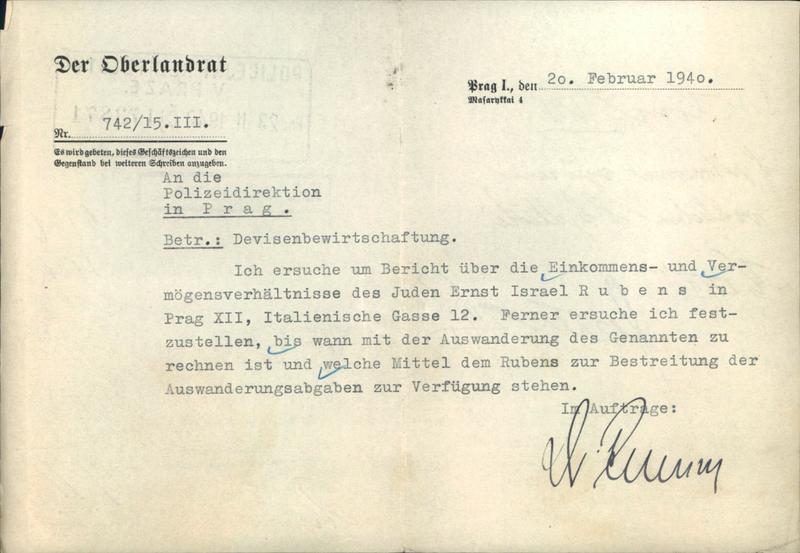 Der Oberlandrat
Prag I., den 20. Februar 1940.
Masarykkai 4
Nr. 742/15.III.
Es wird gebeten, dieses Geschäftszeichen und den
Gegenstand bei weiteren Schreiben anzugeben.
An die
Polizeidirektion
in P r a g .
Betr.: Devisenbewirtschaftung.
Ich ersuche um Bericht über die Einkommens- und Ver-
mögensverhältnisse des Juden Ernst Israel R u b e n s in
Prag XII, Italienische Gasse 12. Ferner ersuche ich fest-
zustellen, bis wann mit der Auswanderung des Genannten zu
rechnen ist und welche Mittel dem Rubens zur Bestreitung der
Auswanderungsabgaben zur Verfügung stehen.
In Auftrage: